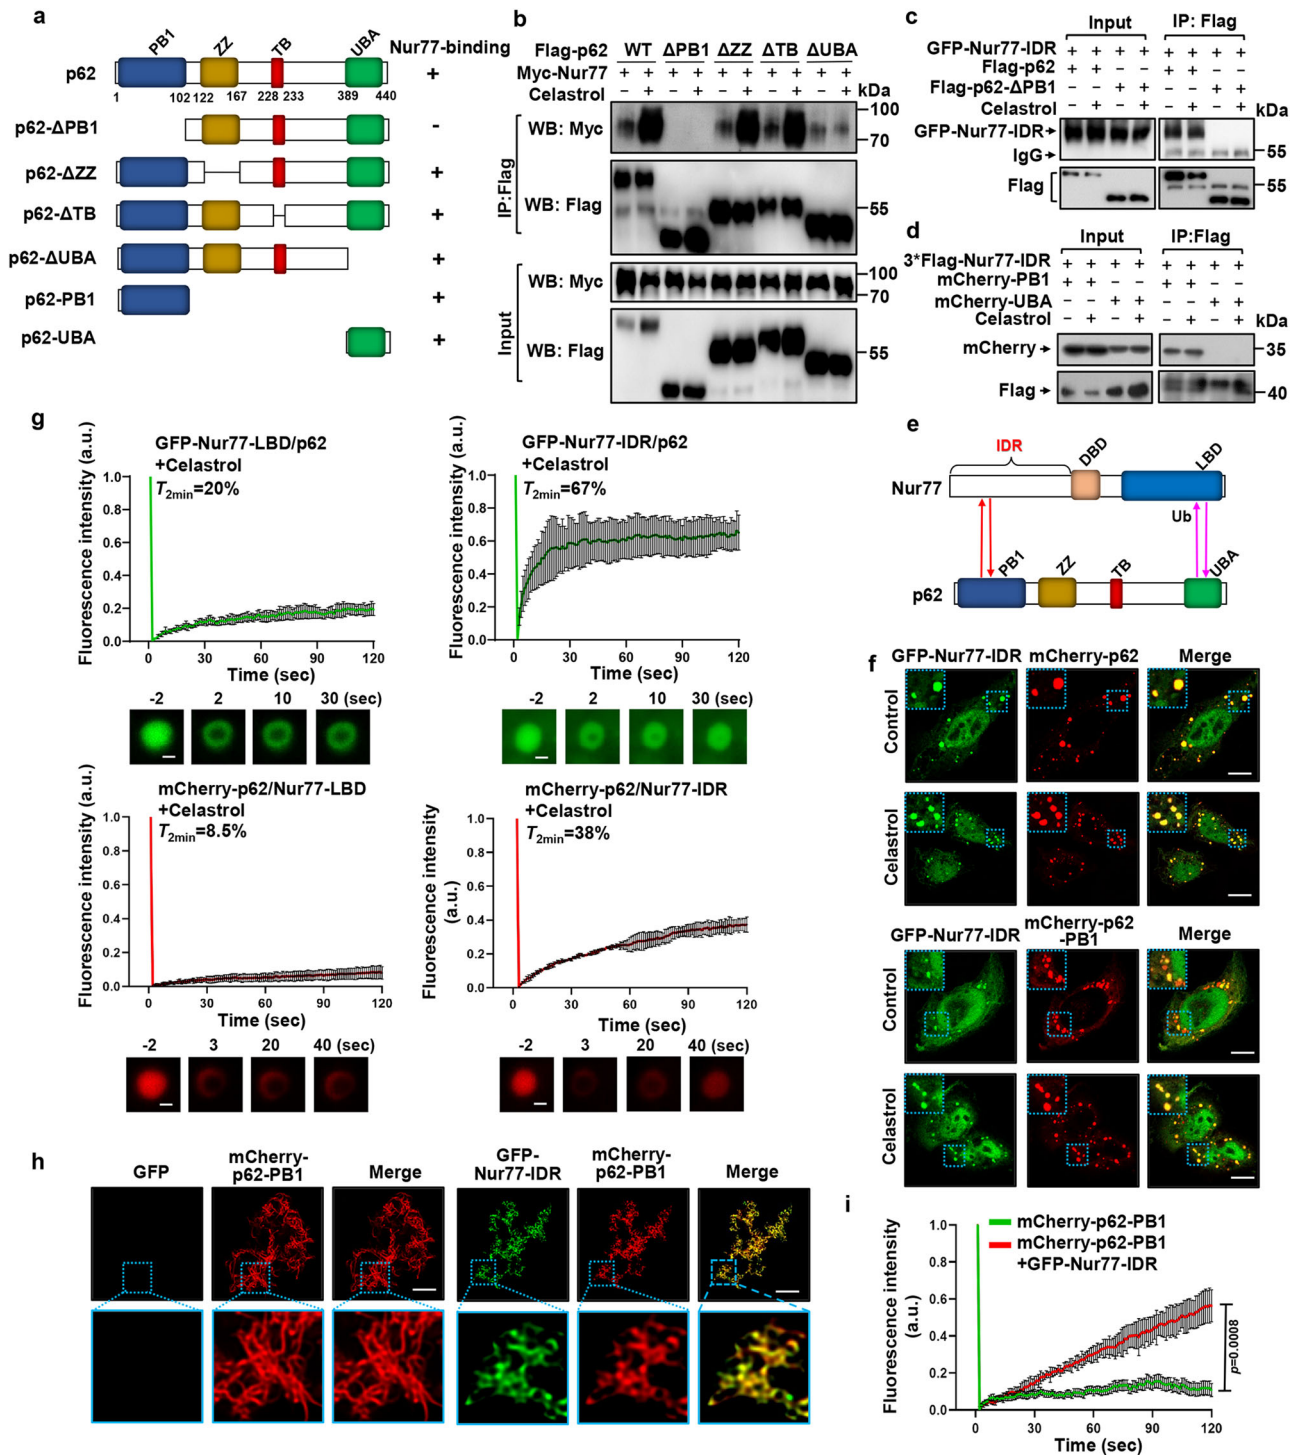 a
PB1
ZZ
TB
UBA
Nur77-binding
p62
+
1
102
122
167
228
233
389
440
p62-ΔPB1
-
p62-ΔZZ
+
p62-ΔTB
+
p62-ΔUBA
+
p62-PB1
+
p62-UBA
+
b
Flag-p62 WT ΔPB1 ΔZZ ΔTB ΔUBA
Myc-Nur77 + + + + + + + + + +
Celastrol − + − + − + − + − + kDa
IP:Flag
WB: Myc
100
70
WB: Flag
55
Input
WB: Myc
100
70
WB: Flag
55
c
Input IP: Flag
GFP-Nur77-IDR + + + + + + + +
Flag-p62 + + − − + + − −
Flag-p62-ΔPB1 − − + + − − + +
Celastrol − + − + − + − + kDa
GFP-Nur77-IDR
IgG
55
Flag
55
d
Input IP:Flag
3*Flag-Nur77-IDR + + + + + + + +
mCherry-PB1 + + − − + + − −
mCherry-UBA − − + + − − + +
Celastrol − + − + − + − + kDa
mCherry
35
Flag
40
e
IDR
DBD
LBD
Nur77
Ub
PB1
ZZ
TB
UBA
p62
f
GFP-Nur77-IDR mCherry-p62 Merge
Control
Celastrol
GFP-Nur77-IDR mCherry-p62
-PB1 Merge
Control
Celastrol
g
GFP-Nur77-LBD/p62
+Celastrol
T2min=20%
Fluorescence intensity (a.u.)
1.0
0.8
0.6
0.4
0.2
0.0
0 30 60 90 120
Time (sec)
-2 2 10 30 (sec)
GFP-Nur77-IDR/p62
+Celastrol
T2min=67%
Fluorescence intensity (a.u.)
1.0
0.8
0.6
0.4
0.2
0.0
0 30 60 90 120
Time (sec)
-2 2 10 30 (sec)
mCherry-p62/Nur77-LBD
+Celastrol
T2min=8.5%
Fluorescence intensity (a.u.)
1.0
0.8
0.6
0.4
0.2
0.0
0 30 60 90 120
Time (sec)
-2 3 20 40 (sec)
mCherry-p62/Nur77-IDR
+Celastrol
T2min=38%
Fluorescence intensity
(a.u.)
1.0
0.8
0.6
0.4
0.2
0.0
0 30 60 90 120
Time (sec)
-2 3 20 40 (sec)
h
GFP
mCherry-
p62-PB1
Merge
GFP-
Nur77-IDR
mCherry-
p62-PB1
Merge
i
mCherry-p62-PB1
mCherry-p62-PB1
+GFP-Nur77-IDR
Fluorescence intensity
(a.u.)
1.0
0.8
0.6
0.4
0.2
0.0
p=0.0008
30 60 90 120
Time (sec)